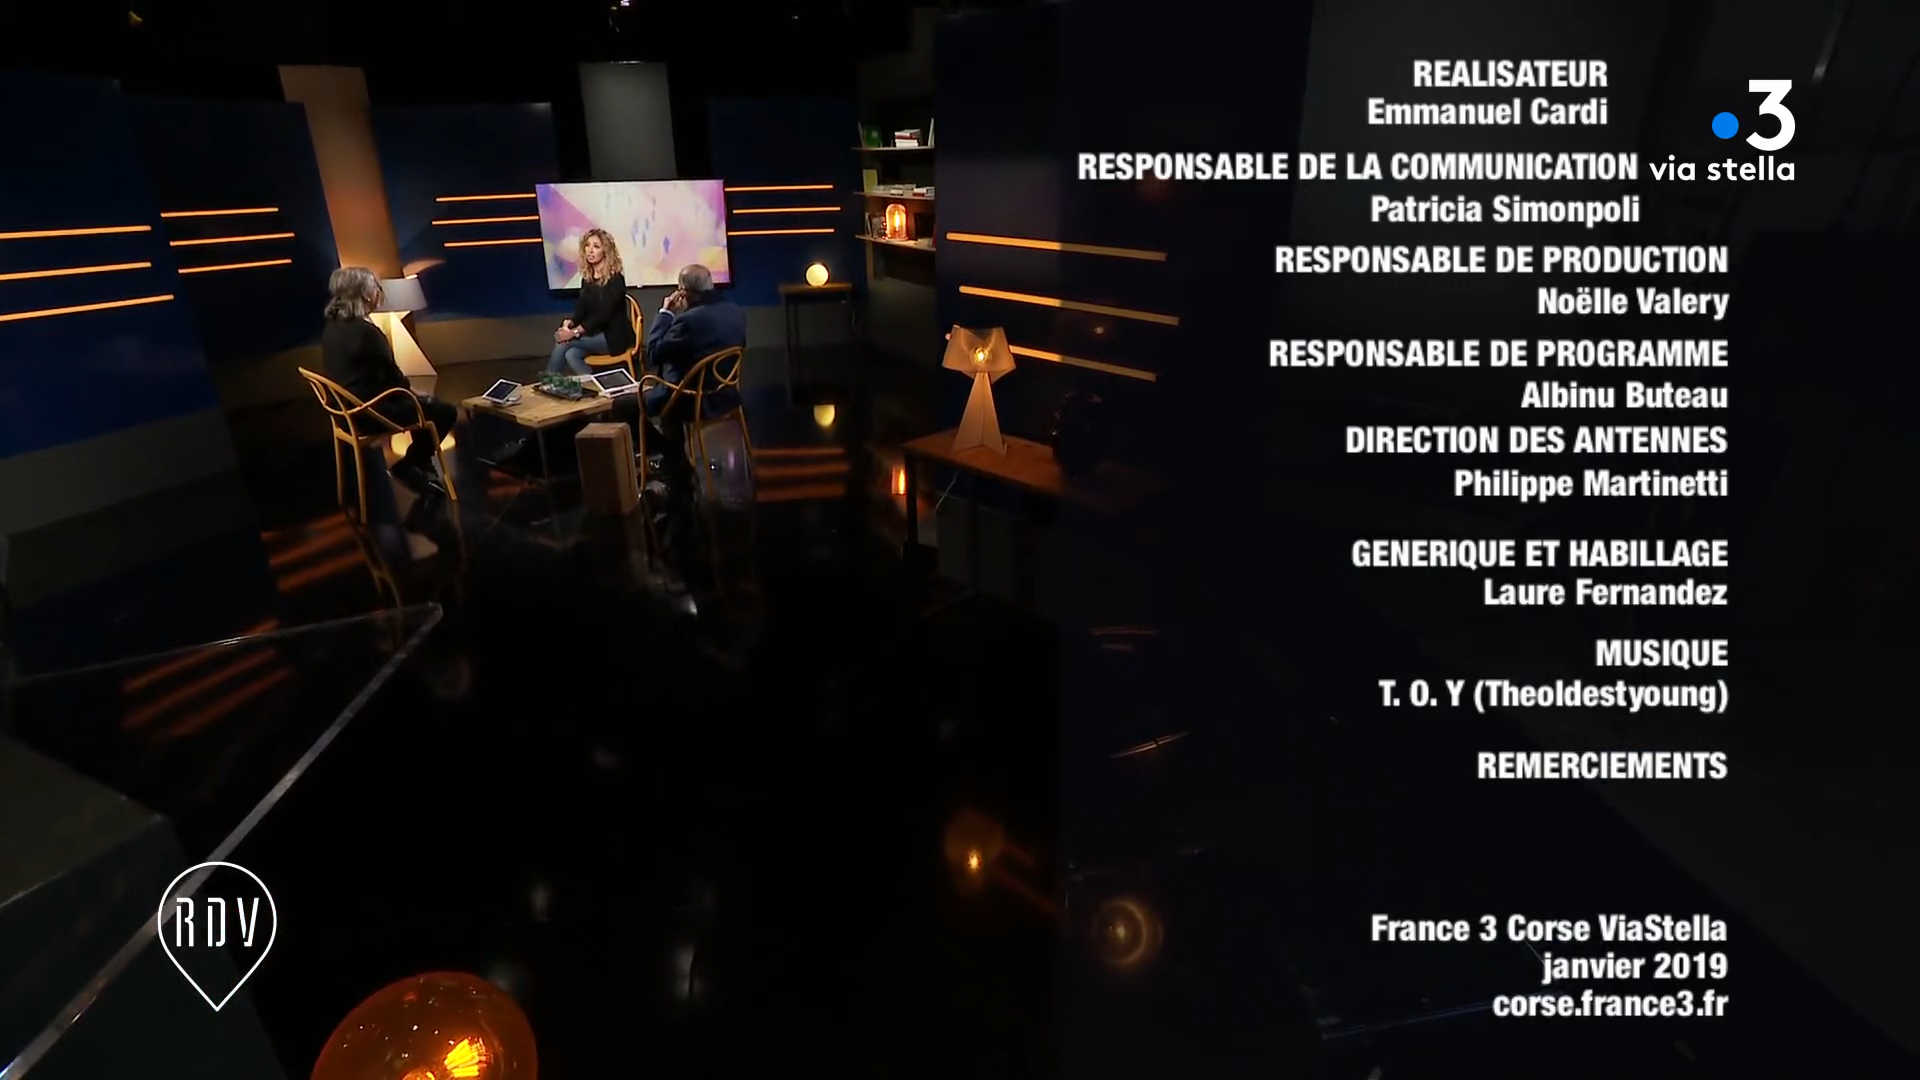 REALISATEUR
Emmanuel Cardi
3
via stella
RESPONSABLE DE LA COMMUNICATION
Patricia Simonpoli
RESPONSABLE DE PRODUCTION
Noëlle Valery
RESPONSABLE DE PROGRAMME
Albinu Buteau
DIRECTION DES ANTENNES
Philippe Martinetti
GENERIQUE ET HABILLAGE
Laure Fernandez
MUSIQUE
T. O. Y (Theoldestyoung)
REMERCIEMENTS
RDV
France 3 Corse ViaStella
janvier 2019
corse.france3.fr